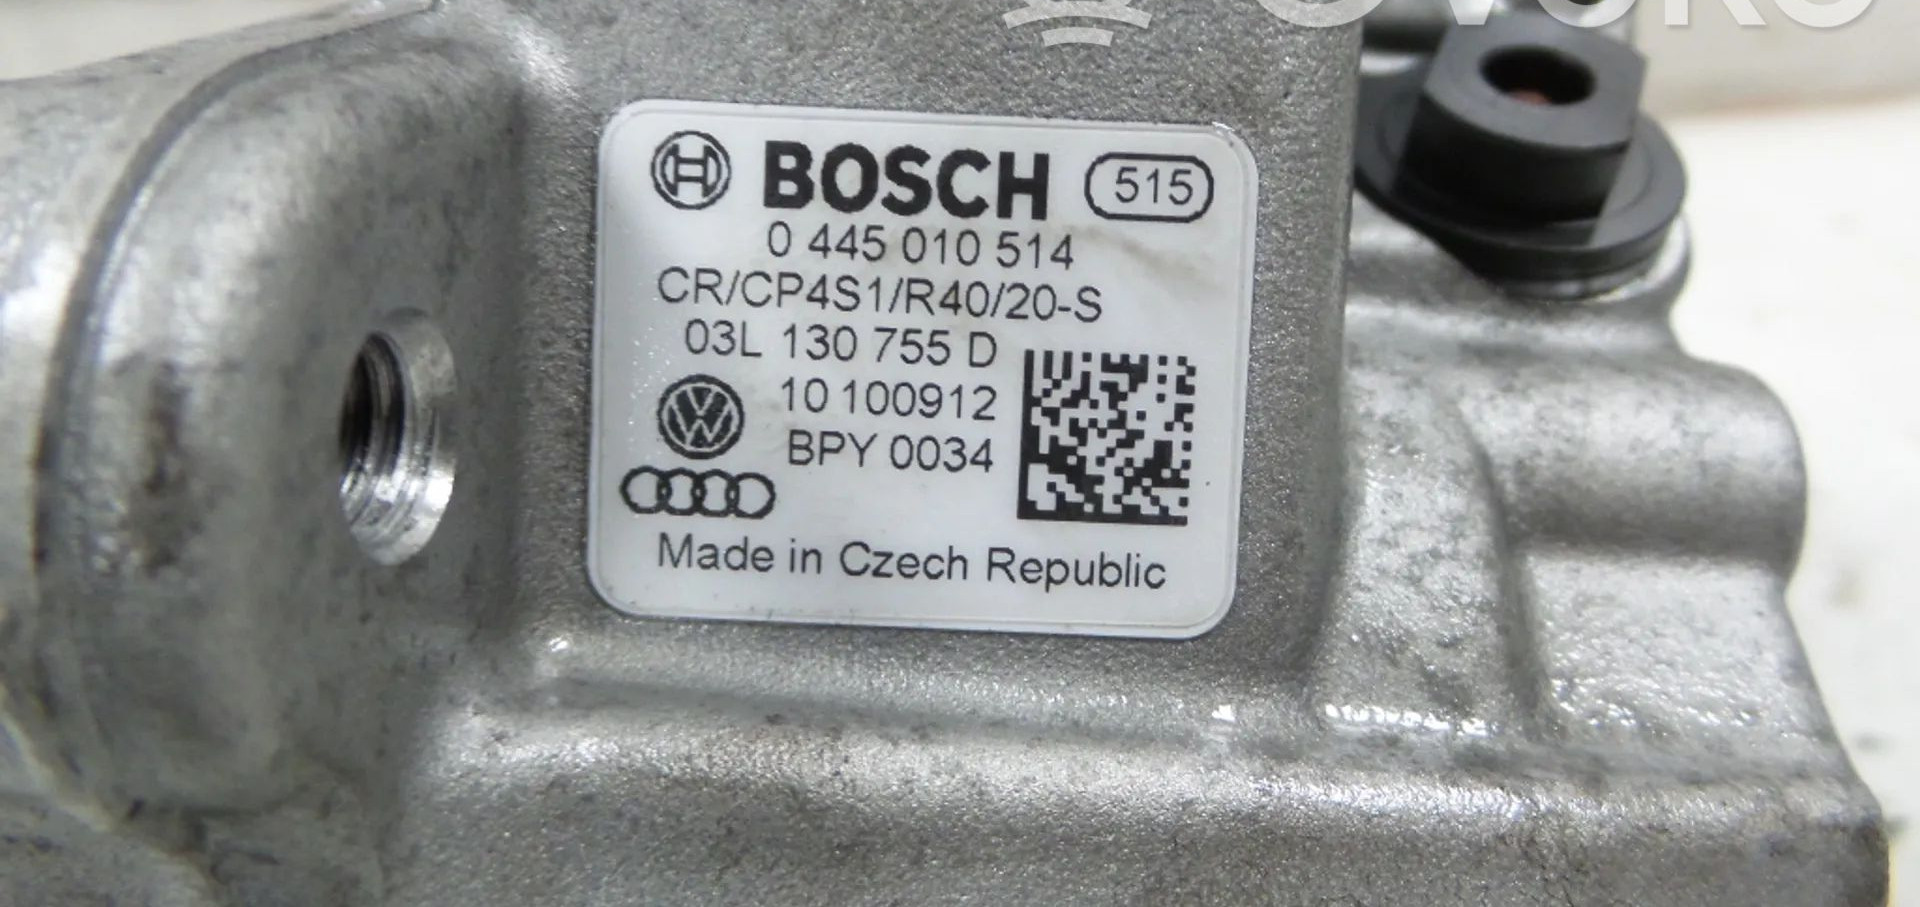 BOSCH 515
0 445 010 514
CR/CP4S1/R40/20-S
03L 130 755 D
10 100912
BPY 0034
Made in Czech Republic